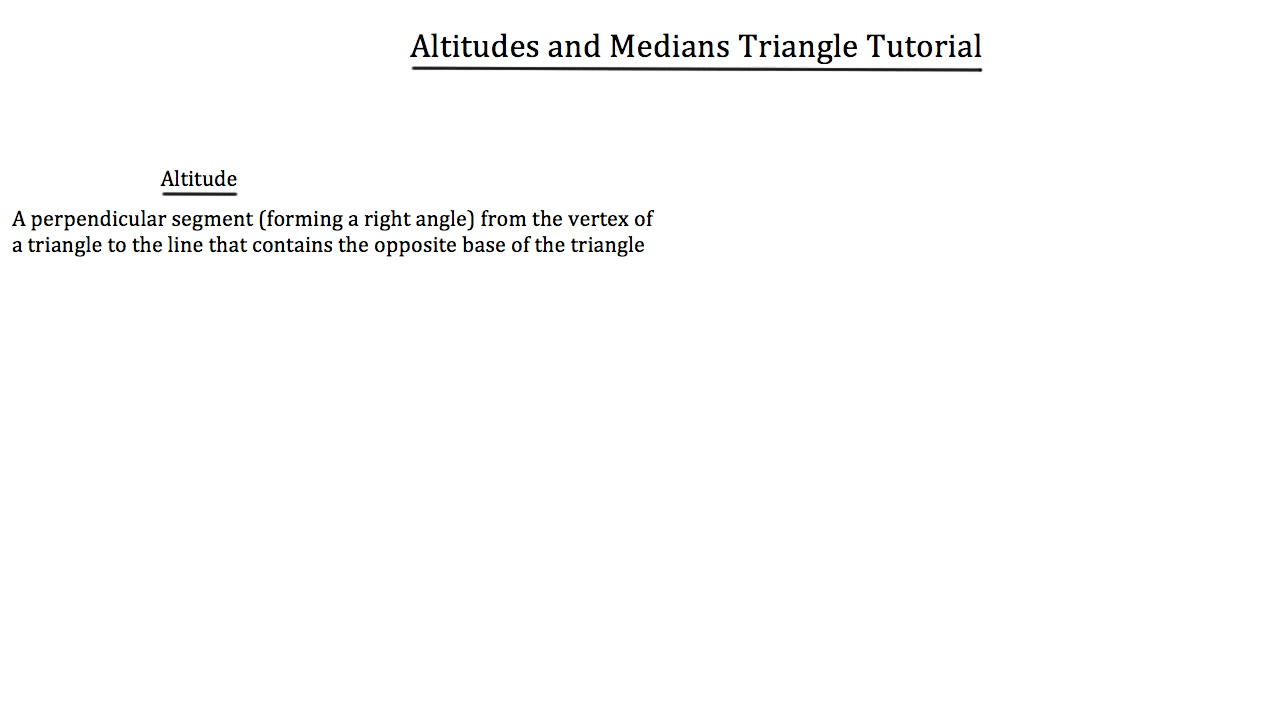 Altitudes and Medians Triangle Tutorial
Altitude
A perpendicular segment (forming a right angle) from the vertex of
a triangle to the line that contains the opposite base of the triangle